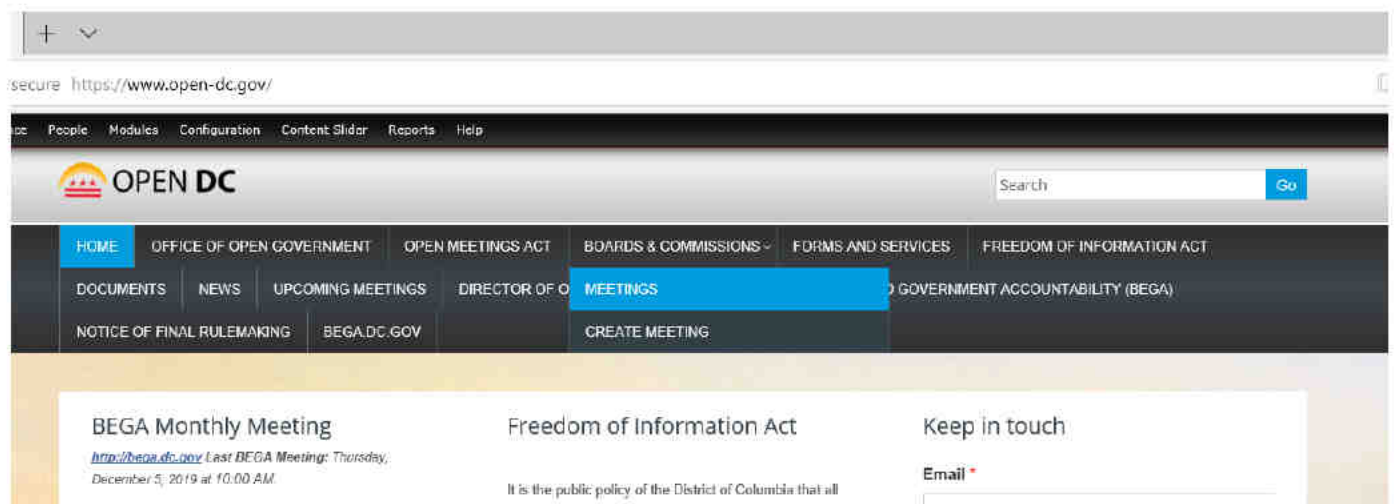 secure https://www.open-dc.gov/
People Modules Configuration Content Slider Reports Help
OPEN DC
Search Go
HOME OFFICE OF OPEN GOVERNMENT OPEN MEETINGS ACT BOARDS & COMMISSIONS FORMS AND SERVICES FREEDOM OF INFORMATION ACT
DOCUMENTS NEWS UPCOMING MEETINGS DIRECTOR OF O MEETINGS GOVERNMENT ACCOUNTABILITY (BEGA)
NOTICE OF FINAL RULEMAKING BEGA.DC.GOV CREATE MEETING
BEGA Monthly Meeting
http://bega.dc.gov Last BEGA Meeting: Thursday,
December 5, 2019 at 10:00 AM.
Freedom of Information Act
It is the public policy of the District of Columbia that all
Keep in touch
Email *